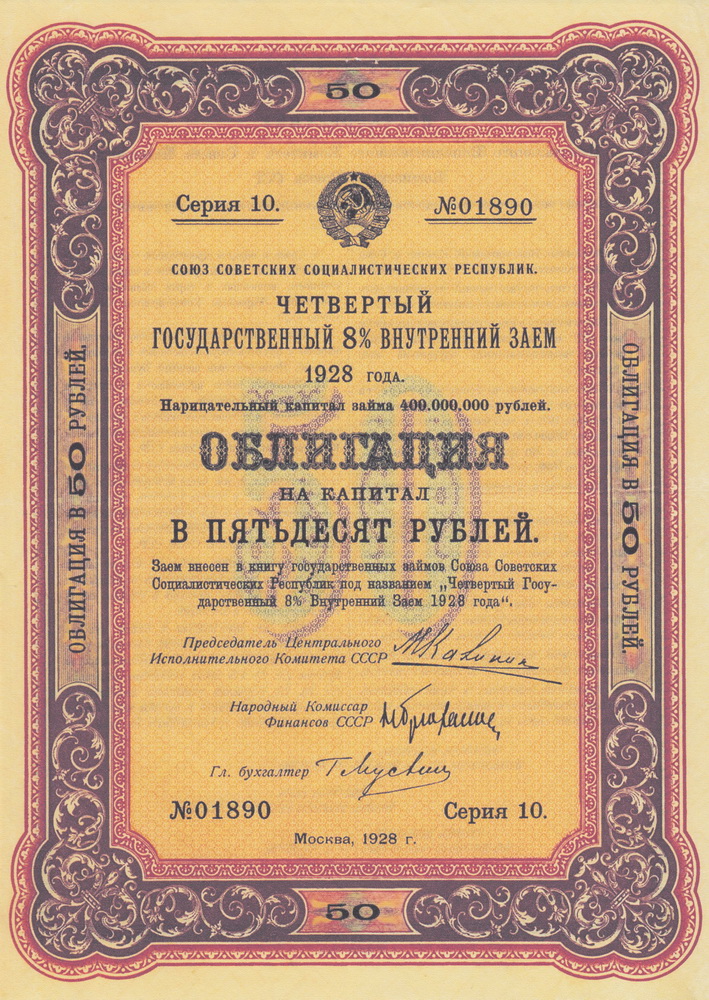 50
Серия 10.
№01890
СОЮЗ СОВЕТСКИХ СОЦИАЛИСТИЧЕСКИХ РЕСПУБЛИК.
ЧЕТВЕРТЫЙ
ГОСУДАРСТВЕННЫЙ 8% ВНУТРЕННИЙ ЗАЕМ
1928 ГОДА.
Нарицательный капитал займа 400.000.000 рублей.
ОБЛИГАЦИЯ
НА КАПИТАЛ
В ПЯТЬДЕСЯТ РУБЛЕЙ.
Заем внесен в книгу государственных займов Союза Советских
Социалистических Республик под названием „Четвертый Госу-
дарственный 8% Внутренний Заем 1928 года“.
Председатель Центрального
Исполнительного Комитета СССР
М Калинин
Народный Комиссар
Финансов СССР
Гл. бухгалтер
№01890
Серия 10.
Москва, 1928 г.
50
ОБЛИГАЦИЯ В 50 РУБЛЕЙ.
ОБЛИГАЦИЯ В 50 РУБЛЕЙ.
50